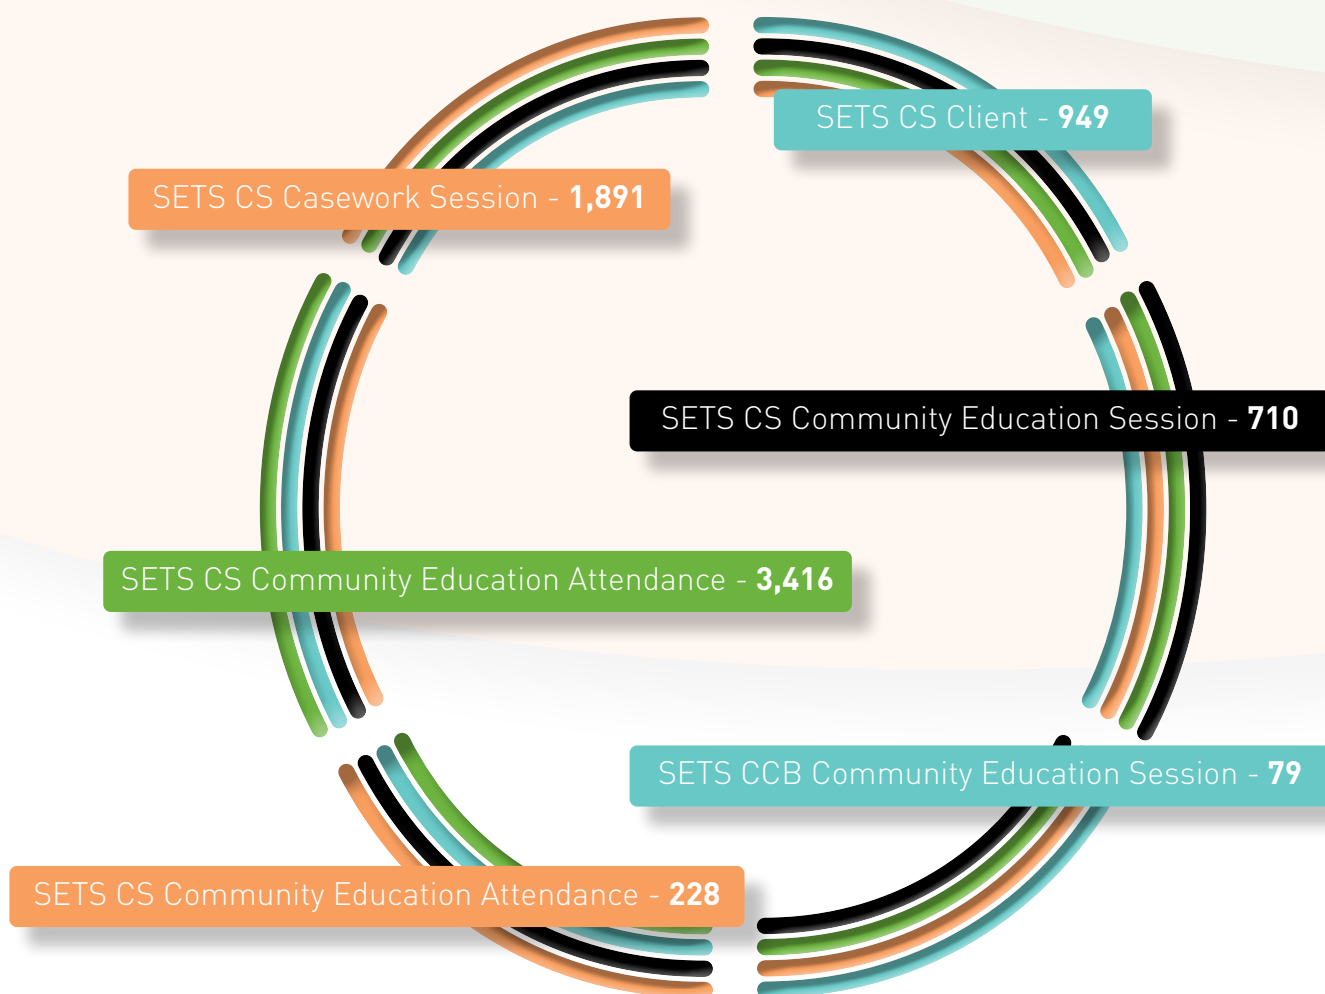 SETS CS Client - 949
SETS CS Casework Session - 1,891
SETS CS Community Education Session - 710
SETS CS Community Education Attendance - 3,416
SETS CCB Community Education Session - 79
SETS CS Community Education Attendance - 228